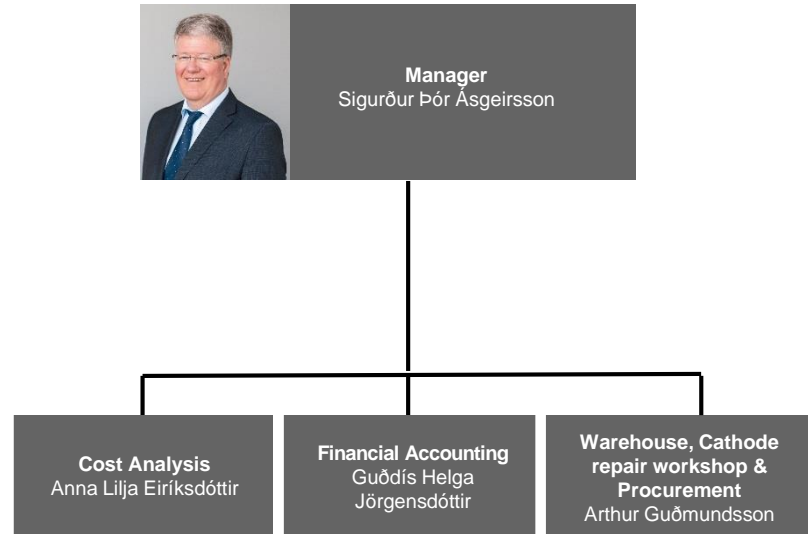 Manager
Sigurður Þór Ásgeirsson
Cost Analysis
Anna Lilja Eiríksdóttir
Financial Accounting
Guðdís Helga
Jörgensdóttir
Warehouse, Cathode
repair workshop &
Procurement
Arthur Guðmundsson